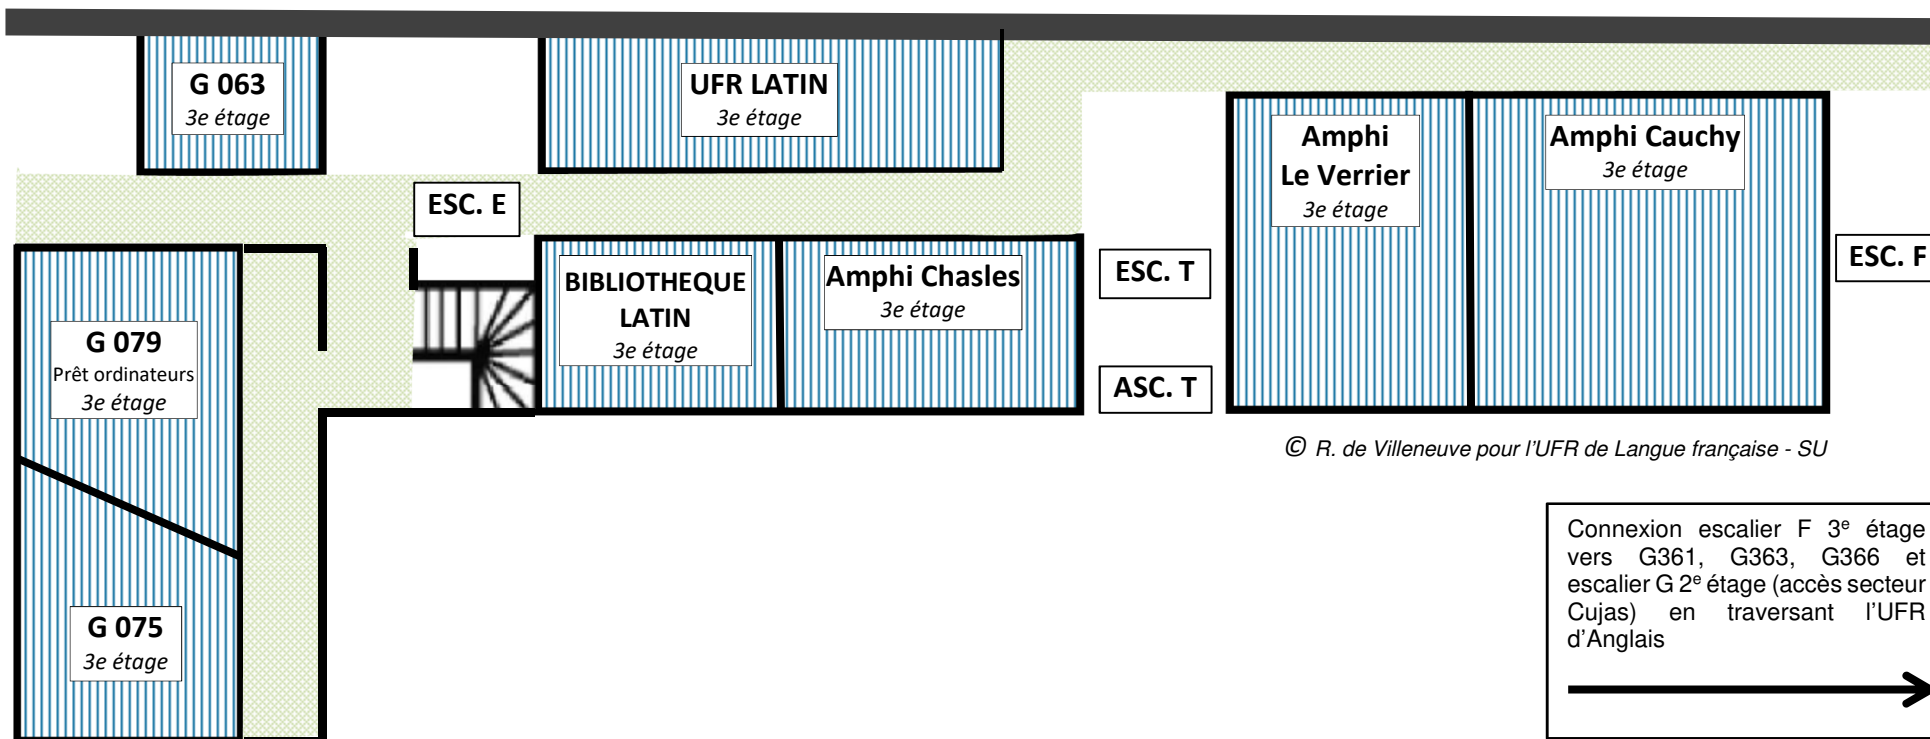 G 063
3e étage
UFR LATIN
3e étage
Amphi
Le Verrier
3e étage
Amphi Cauchy
3e étage
ESC. E
ESC. T
ESC. F
BIBLIOTHEQUE
LATIN
3e étage
Amphi Chasles
3e étage
G 079
Prêt ordinateurs
3e étage
ASC. T
© R. de Villeneuve pour l’UFR de Langue française - SU
G 075
3e étage
Connexion escalier F 3e étage
vers G361, G363, G366 et
escalier G 2e étage (accès secteur
Cujas) en traversant l’UFR
d’Anglais